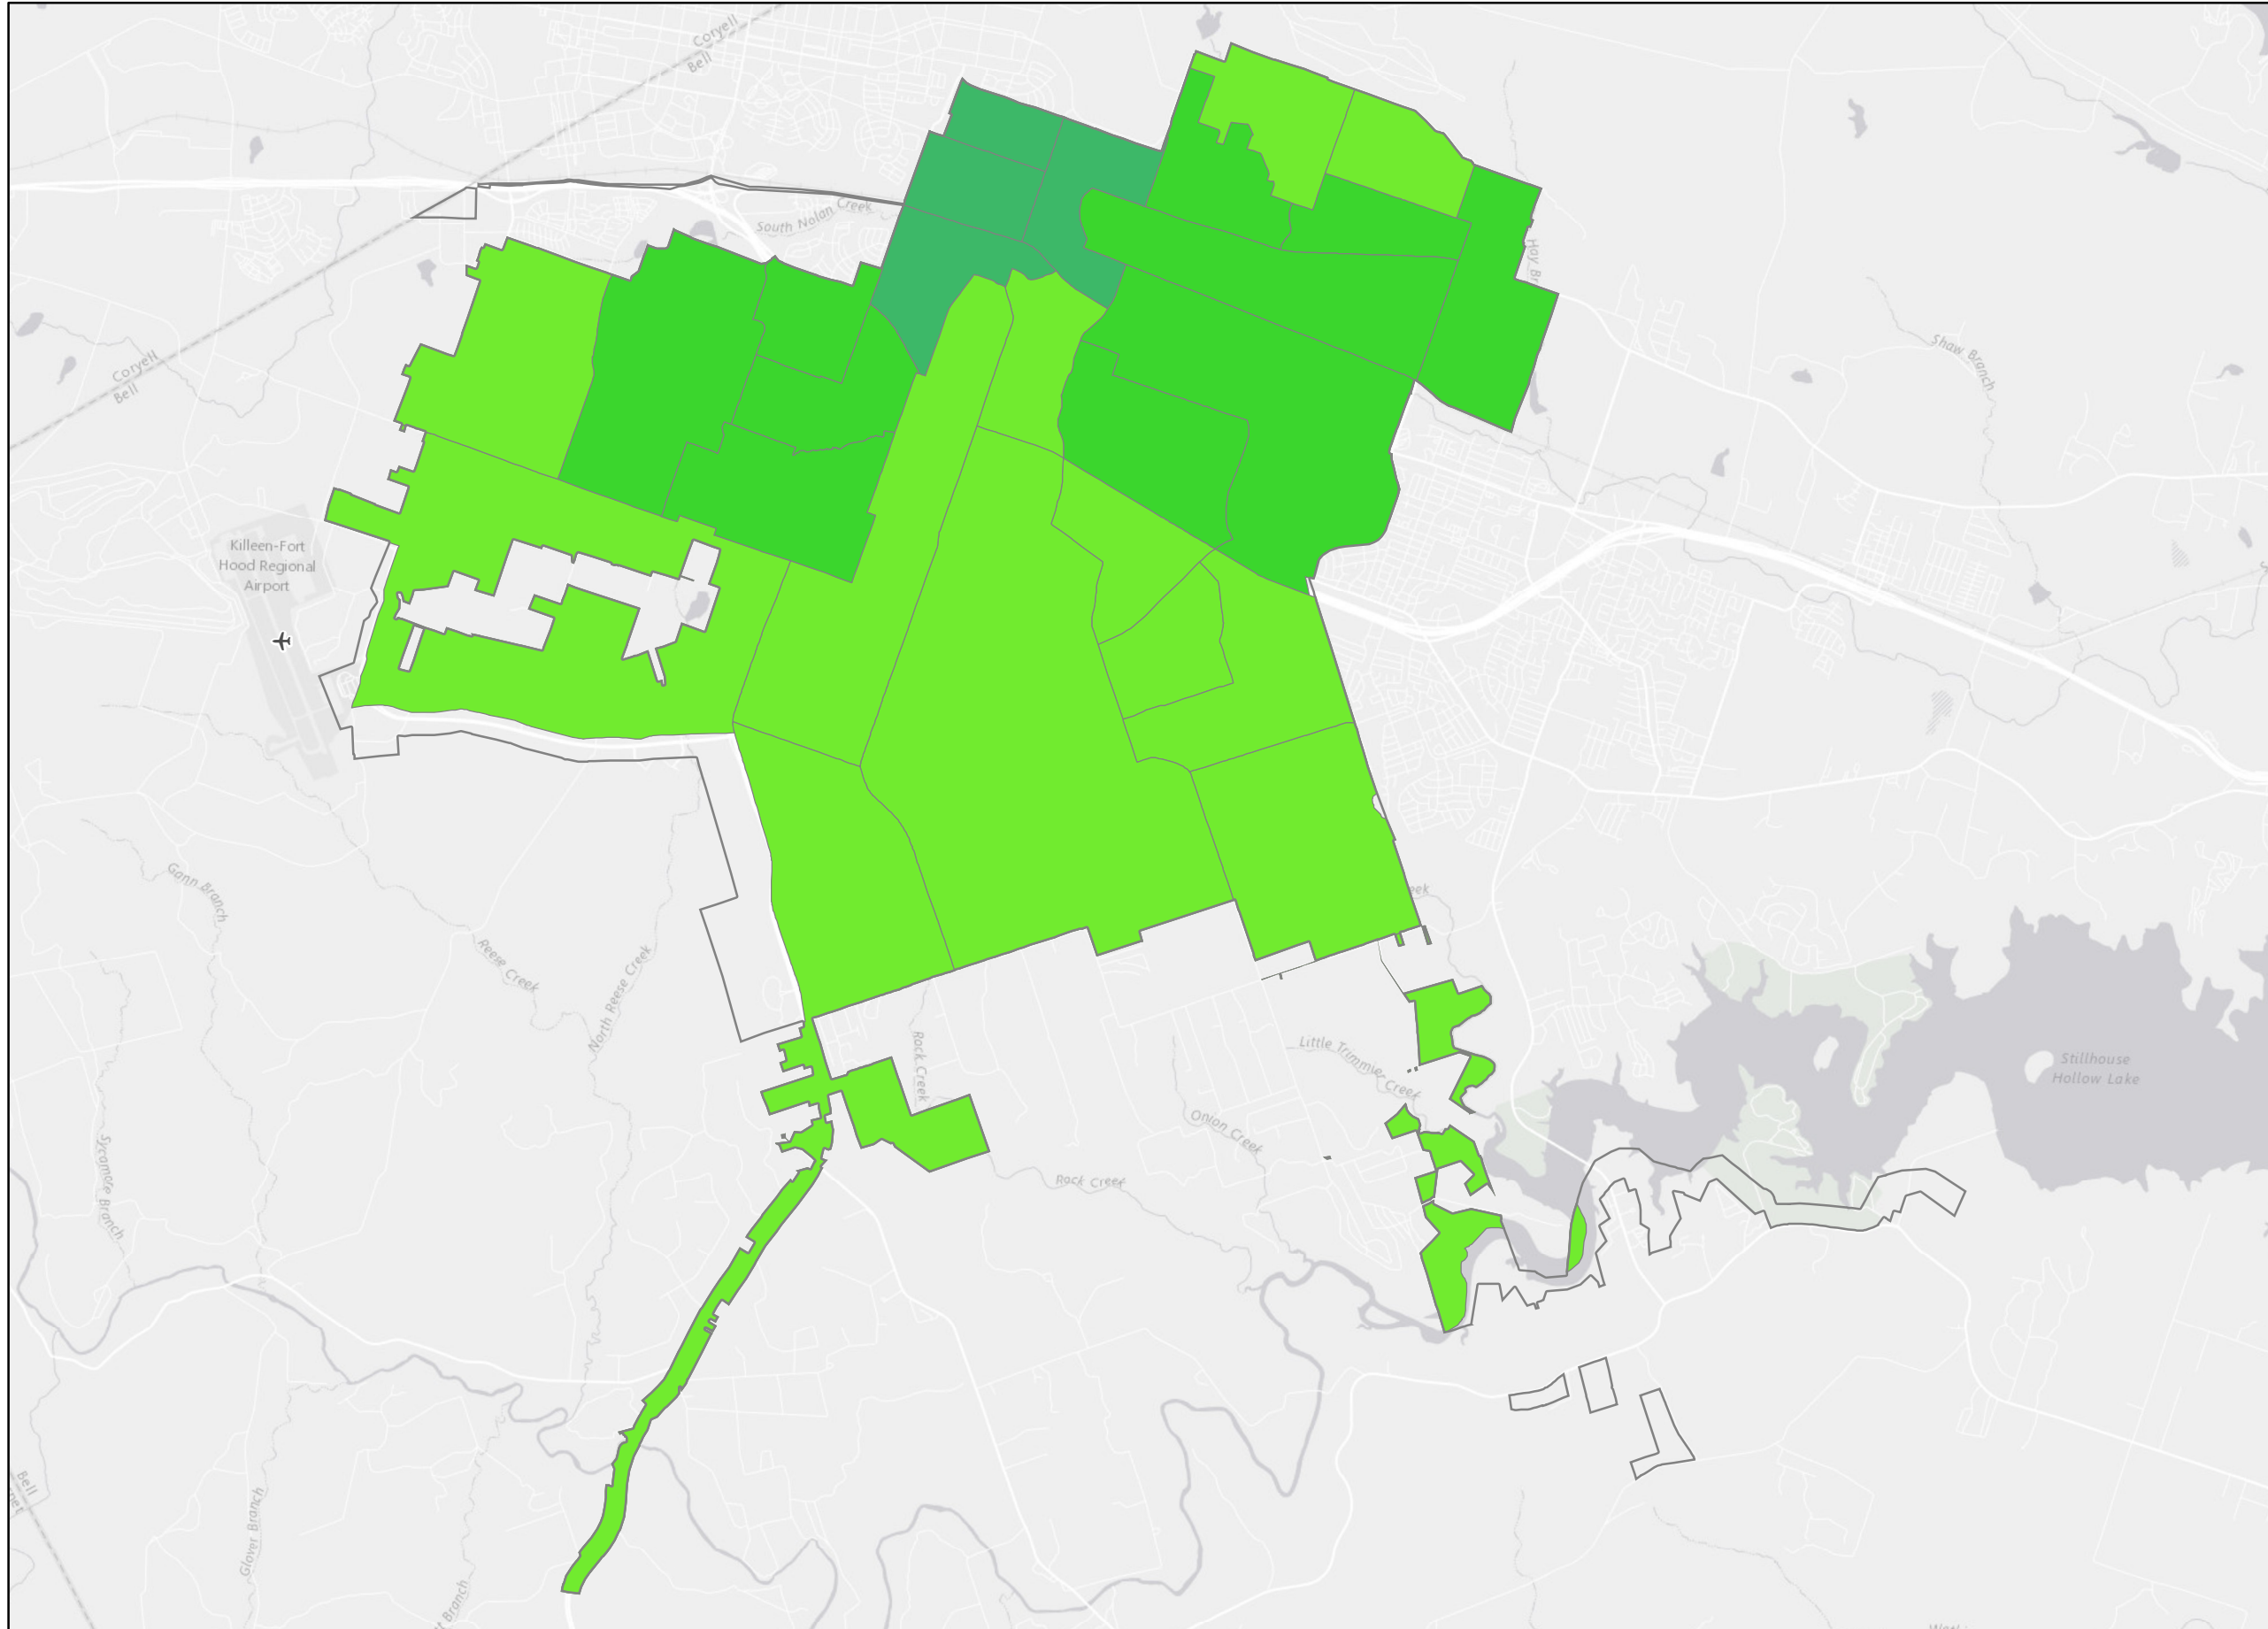 Coryell
Bell
South Nolan Creek
Shaw Branch
Coryell
Bell
Killeen-Fort
Hood Regional
Airport
Gann Branch
Reese Creek
North Reese Creek
Rock Creek
Little Trimmier Creek
Stillhouse
Hollow Lake
Onion Creek
Rock Creek
Sycamore Branch
Bell
Glover Branch
Branch